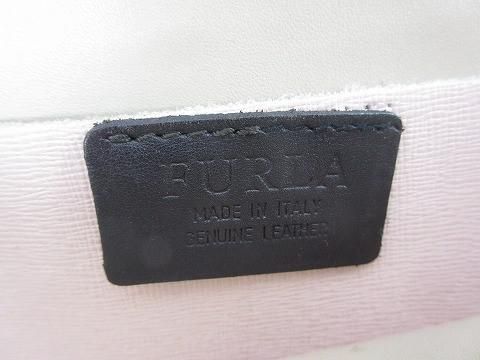 FURLA
MADE IN ITALY
GENUINE LEATHER